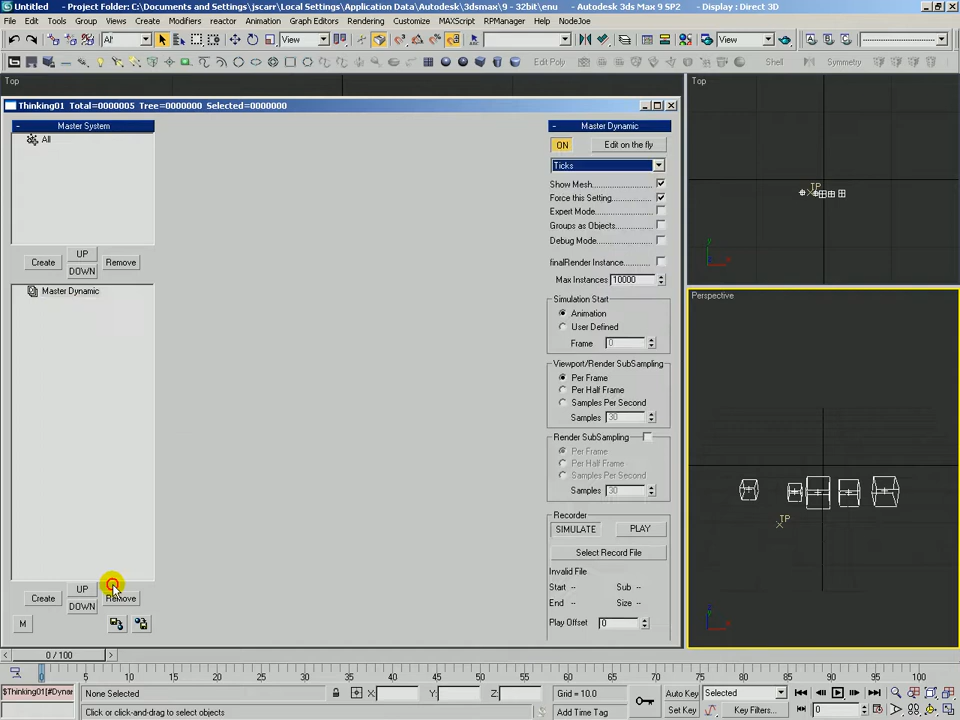 Untitled - Project Folder: C:\Documents and Settings\jscarr\Local Settings\Application Data\Autodesk\3dsmax\9 - 32bit\enu - Autodesk 3ds Max 9 SP2 - Display : Direct 3D
File Edit Tools Group Views Create Modifiers reactor Animation Graph Editors Rendering Customize MAXScript RPManager Help NodeJoe
All View View
Edit Poly Shell Symmetry
Top Top
Thinking01 Total=0000005 Tree=0000000 Selected=0000000
- Master System
All
UP
Create Remove
DOWN
Master Dynamic
UP
Create Remove
DOWN
M
- Master Dynamic
ON Edit on the fly
Ticks
Show Mesh
Force this Setting
Expert Mode
Groups as Objects
Debug Mode
finalRender Instance
Max Instances 10000
Simulation Start
Animation
User Defined
Frame 0
Viewport/Render SubSampling
Per Frame
Per Half Frame
Samples Per Second
Samples 30
Render SubSampling
Per Frame
Per Half Frame
Samples Per Second
Samples 30
Recorder
SIMULATE PLAY
Select Record File
Invalid File
Start -- Sub --
End -- Size --
Play Offset 0
TP
y
x
Perspective
TP
y
x
< 0 / 100 >
0 5 10 15 20 25 30 35 40 45 50 55 60 65 70 75 80 85 90 95 100
$Thinking01[#Dynar None Selected X: Y: Z: Grid = 10.0 Auto Key Selected
Click or click-and-drag to select objects Add Time Tag Set Key Key Filters... 0